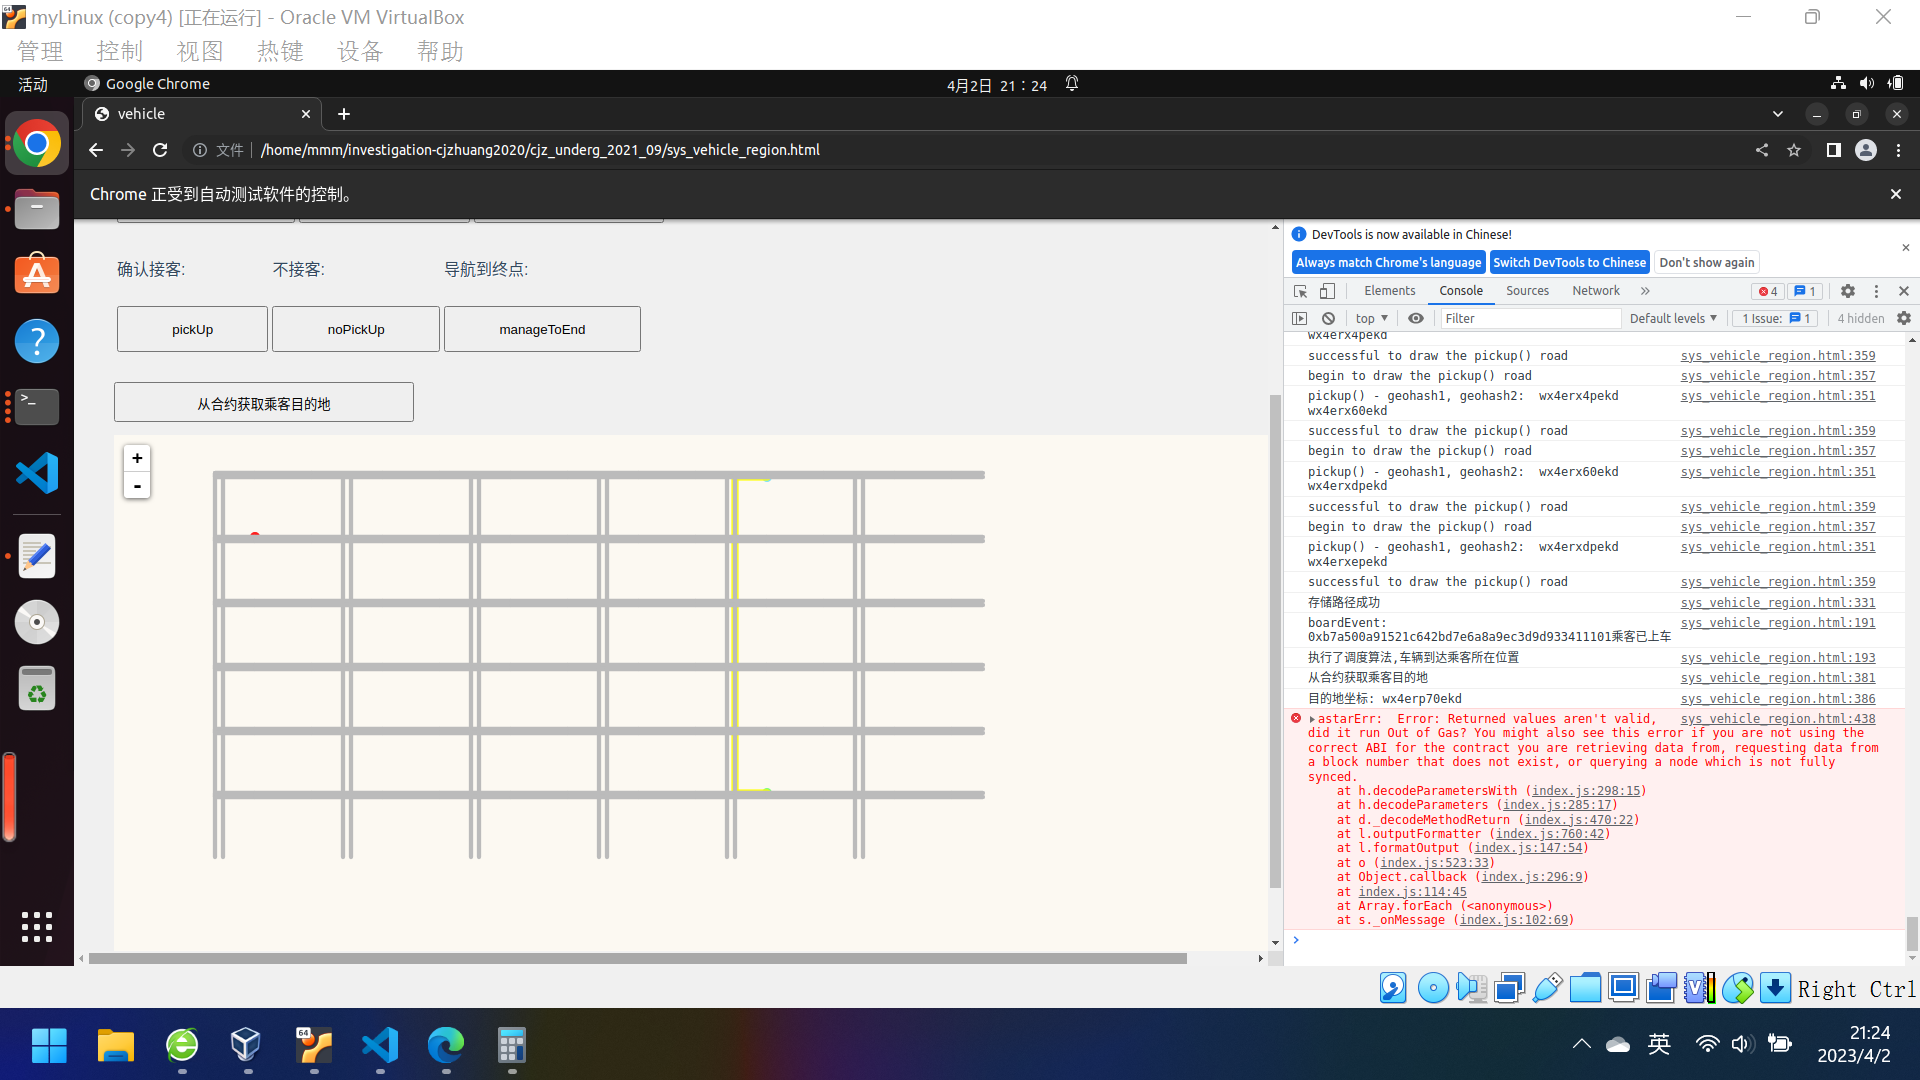 myLinux (copy4) [正在运行] - Oracle VM VirtualBox
管理 控制 视图 热键 设备 帮助
活动 Google Chrome 4月2日 21：24
vehicle
文件 /home/mmm/investigation-cjzhuang2020/cjz_underg_2021_09/sys_vehicle_region.html
Chrome 正受到自动测试软件的控制。
确认接客: 不接客: 导航到终点:
pickUp noPickUp manageToEnd
从合约获取乘客目的地
+
-
DevTools is now available in Chinese!
Always match Chrome's language Switch DevTools to Chinese Don't show again
Elements Console Sources Network » 4 1
top Filter Default levels 1 Issue: 1 4 hidden
wx4erx4pekd
successful to draw the pickup() road sys_vehicle_region.html:359
begin to draw the pickup() road sys_vehicle_region.html:357
pickup() - geohash1, geohash2: wx4erx4pekd sys_vehicle_region.html:351
wx4erx60ekd
successful to draw the pickup() road sys_vehicle_region.html:359
begin to draw the pickup() road sys_vehicle_region.html:357
pickup() - geohash1, geohash2: wx4erx60ekd sys_vehicle_region.html:351
wx4erxdpekd
successful to draw the pickup() road sys_vehicle_region.html:359
begin to draw the pickup() road sys_vehicle_region.html:357
pickup() - geohash1, geohash2: wx4erxdpekd sys_vehicle_region.html:351
wx4erxepekd
successful to draw the pickup() road sys_vehicle_region.html:359
存储路径成功 sys_vehicle_region.html:331
boardEvent: sys_vehicle_region.html:191
0xb7a500a91521c642bd7e6a8a9ec3d9d933411101乘客已上车
执行了调度算法,车辆到达乘客所在位置 sys_vehicle_region.html:193
从合约获取乘客目的地 sys_vehicle_region.html:381
目的地坐标: wx4erp70ekd sys_vehicle_region.html:386
astarErr: Error: Returned values aren't valid, sys_vehicle_region.html:438
did it run Out of Gas? You might also see this error if you are not using the
correct ABI for the contract you are retrieving data from, requesting data from
a block number that does not exist, or querying a node which is not fully
synced.
at h.decodeParametersWith (index.js:298:15)
at h.decodeParameters (index.js:285:17)
at d._decodeMethodReturn (index.js:470:22)
at l.outputFormatter (index.js:760:42)
at l.formatOutput (index.js:147:54)
at o (index.js:523:33)
at Object.callback (index.js:296:9)
at index.js:114:45
at Array.forEach (<anonymous>)
at s._onMessage (index.js:102:69)
Right Ctrl
64
英
21:24
2023/4/2